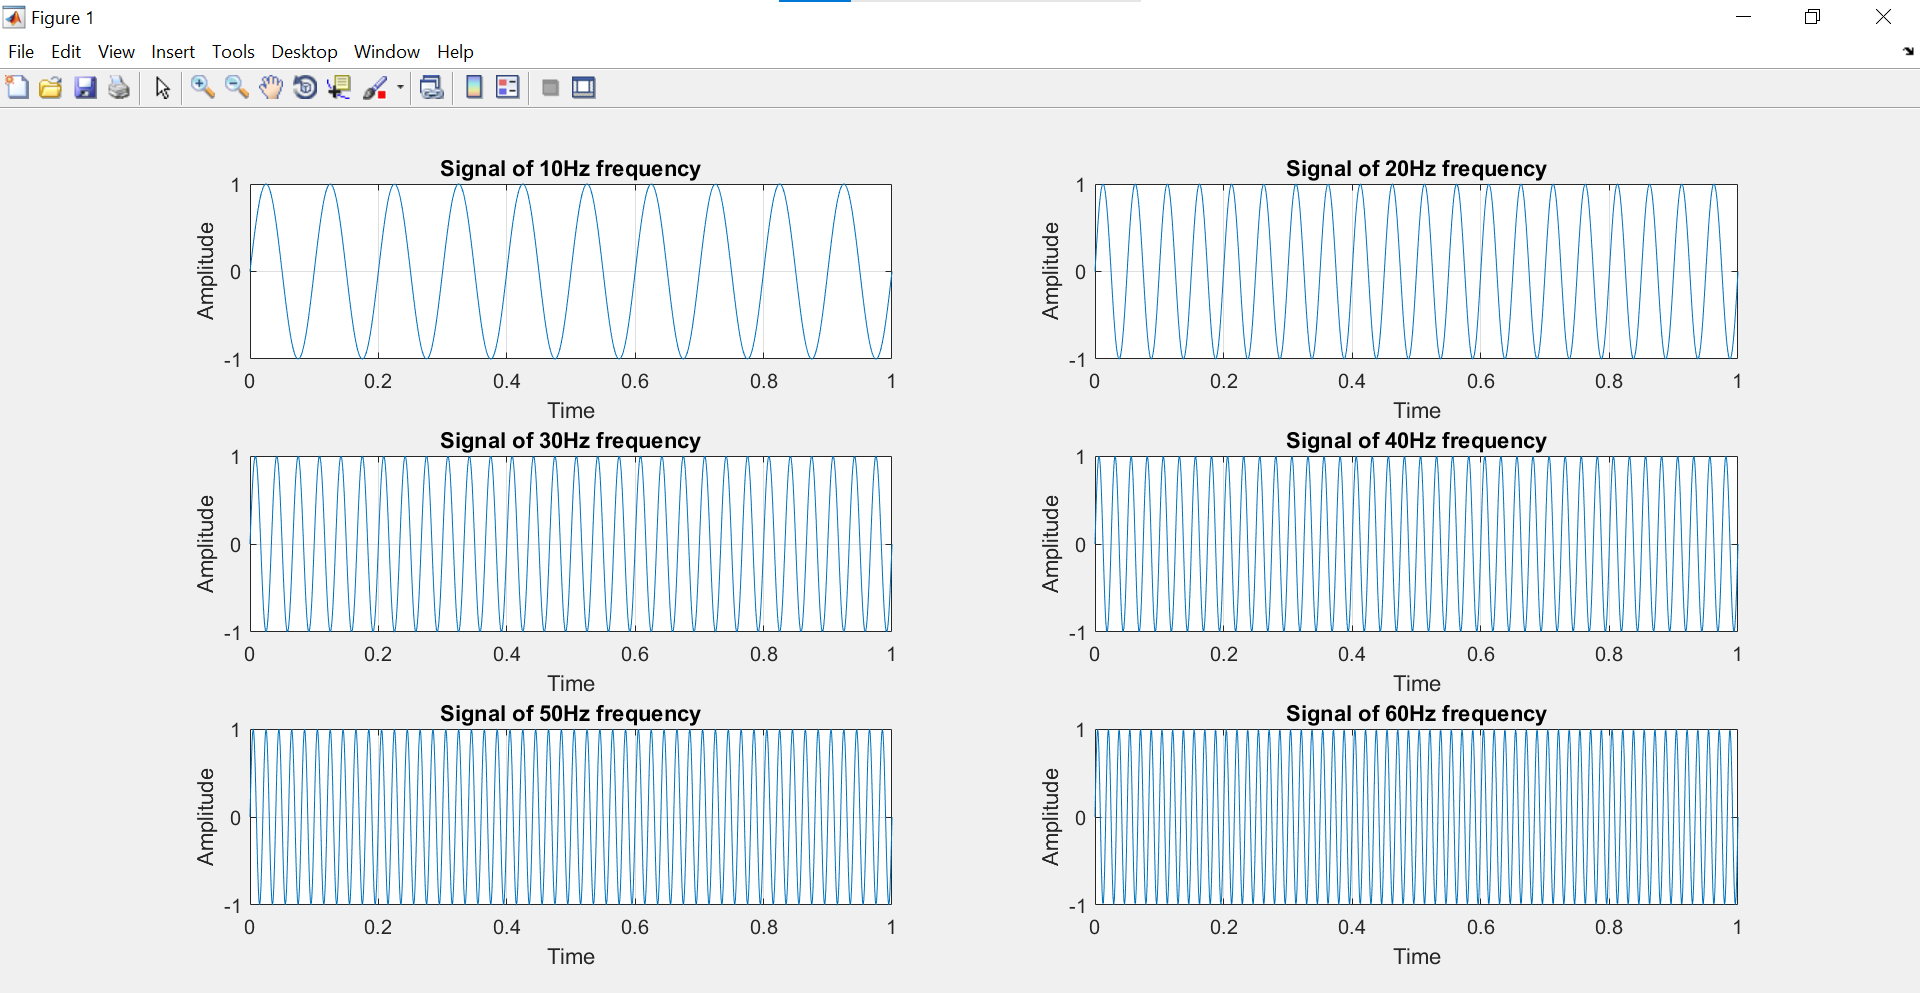 Figure 1
File Edit View Insert Tools Desktop Window Help
Signal of 10Hz frequency
1
0
-1
Amplitude
0 0.2 0.4 0.6 0.8 1
Time
Signal of 20Hz frequency
1
0
-1
Amplitude
0 0.2 0.4 0.6 0.8 1
Time
Signal of 30Hz frequency
1
0
-1
Amplitude
0 0.2 0.4 0.6 0.8 1
Time
Signal of 40Hz frequency
1
0
-1
Amplitude
0 0.2 0.4 0.6 0.8 1
Time
Signal of 50Hz frequency
1
0
-1
Amplitude
0 0.2 0.4 0.6 0.8 1
Time
Signal of 60Hz frequency
1
0
-1
Amplitude
0 0.2 0.4 0.6 0.8 1
Time